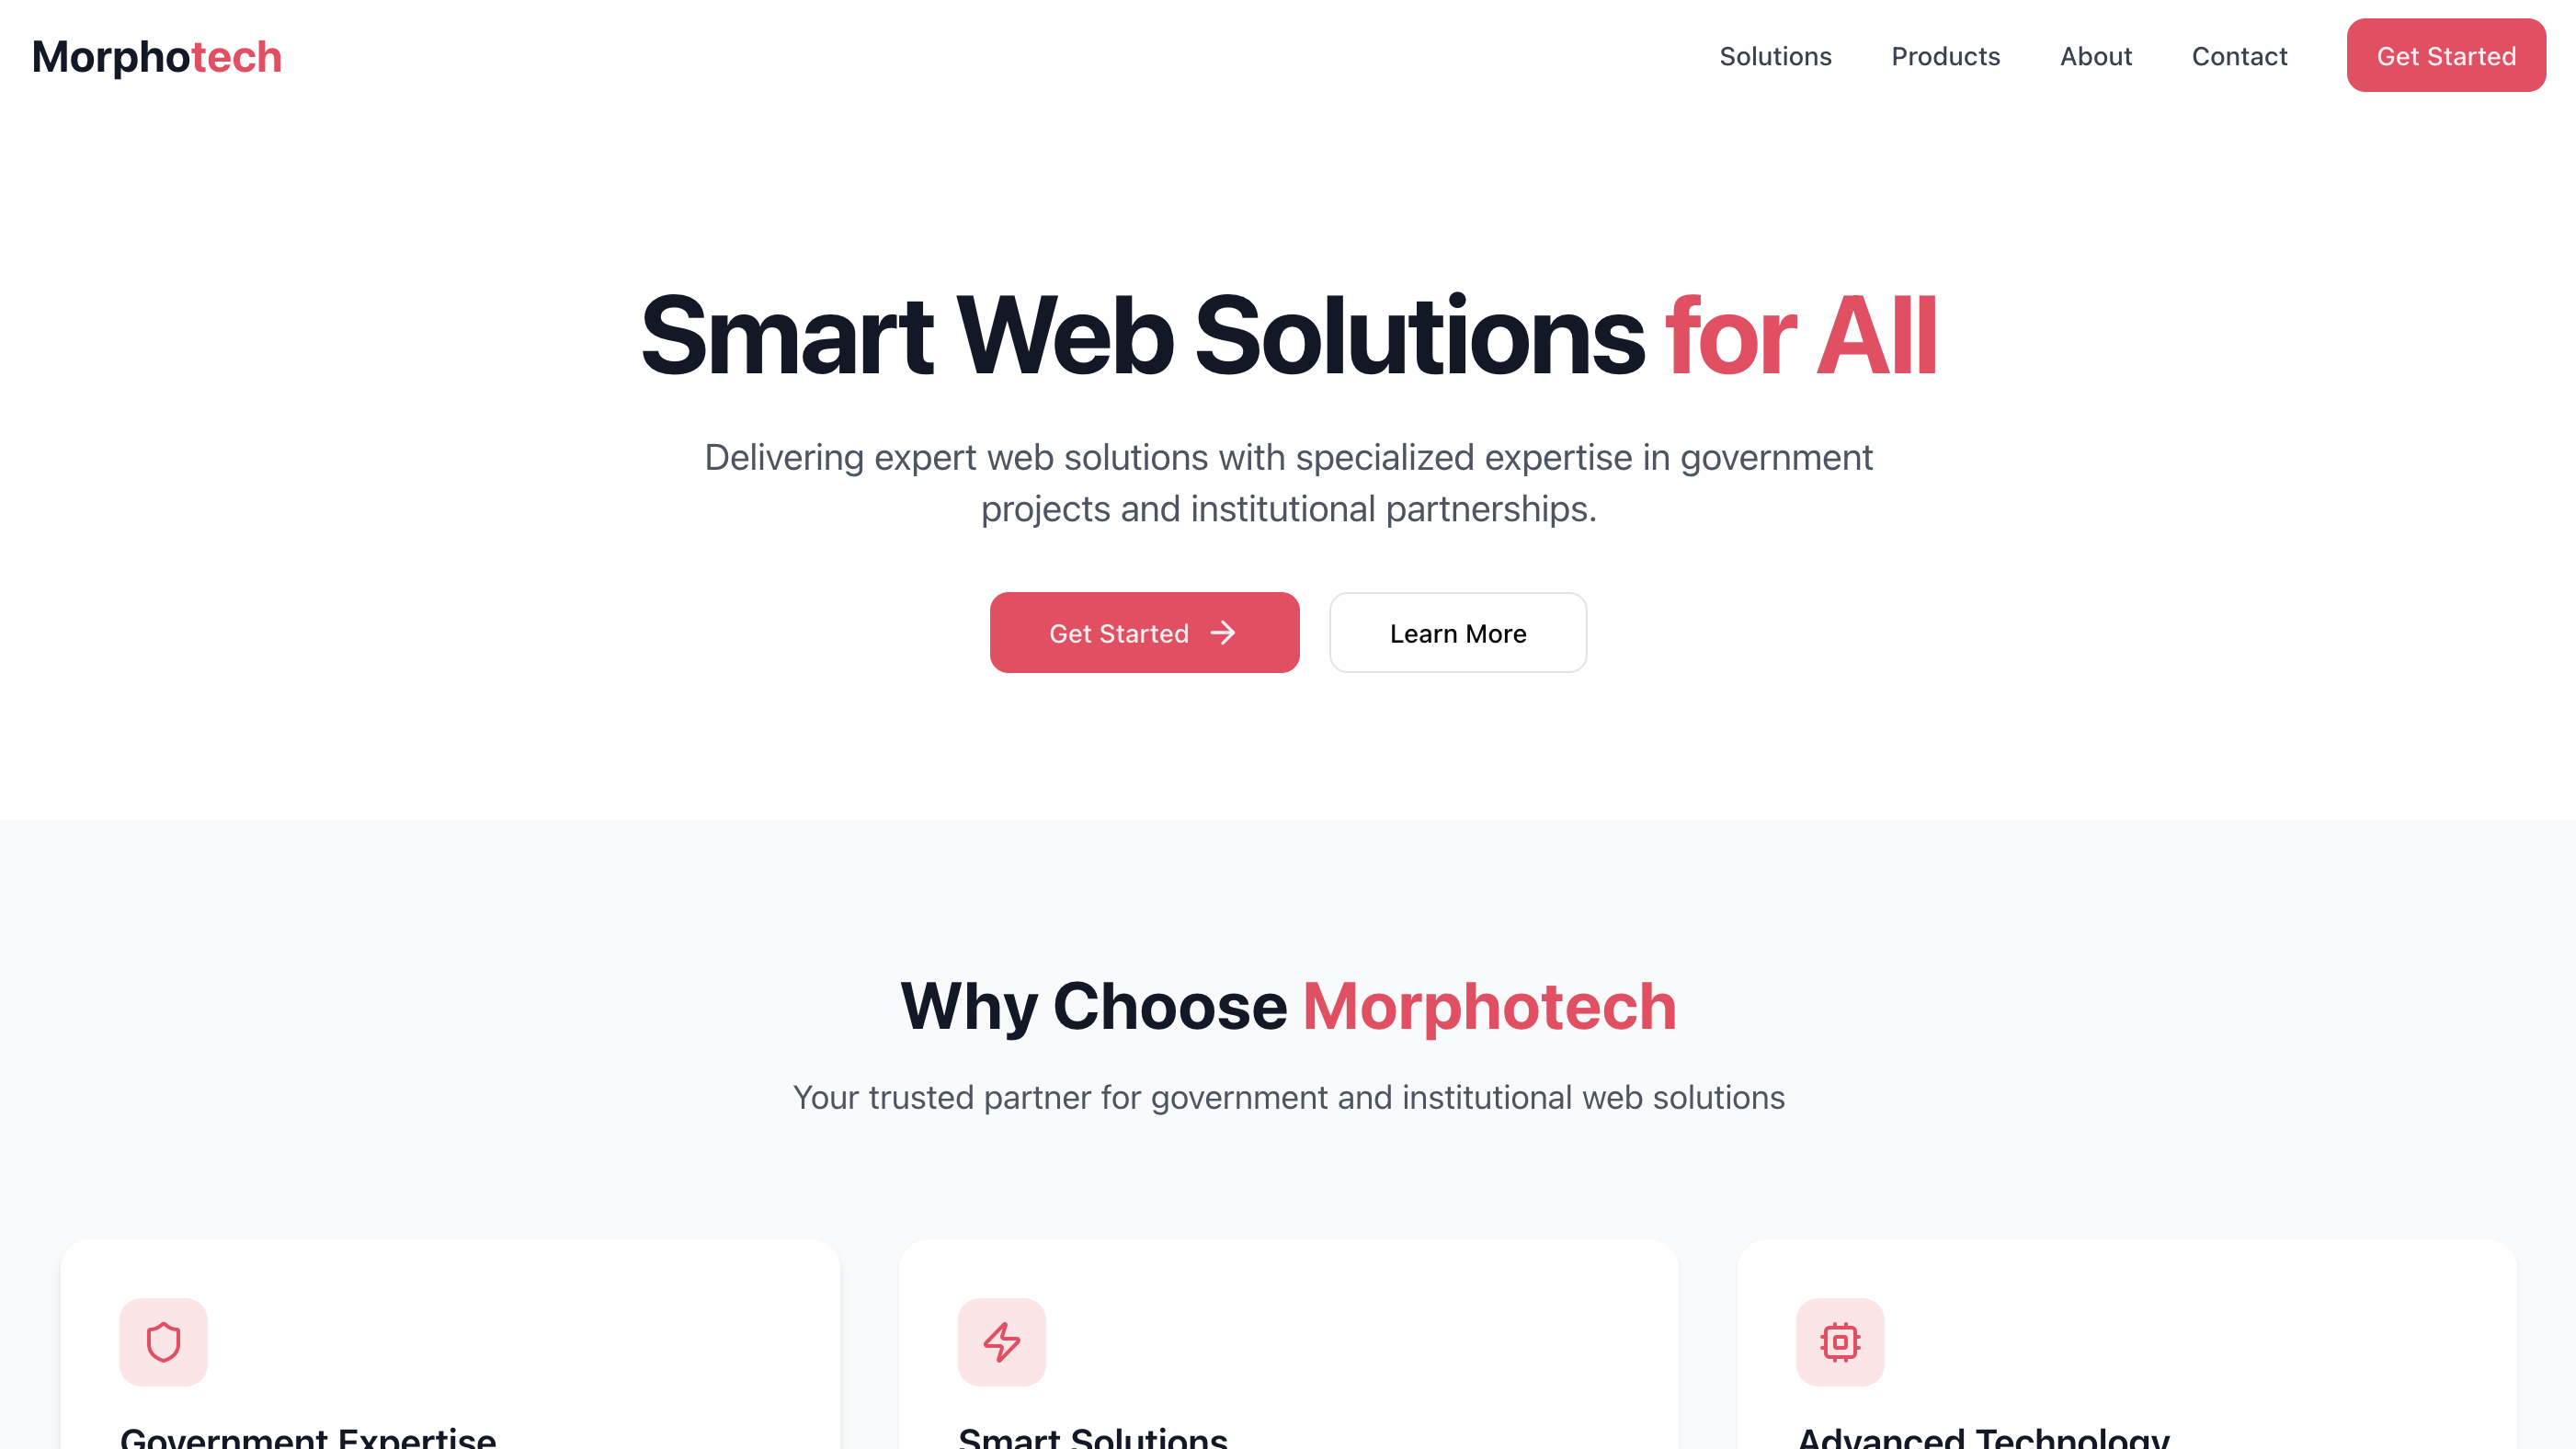 Morphotech
Solutions
Products
About
Contact
Get Started
Smart Web Solutions for All
Delivering expert web solutions with specialized expertise in government
projects and institutional partnerships.
Get Started
Learn More
Why Choose Morphotech
Your trusted partner for government and institutional web solutions
Government Expertise
Smart Solutions
Advanced Technology